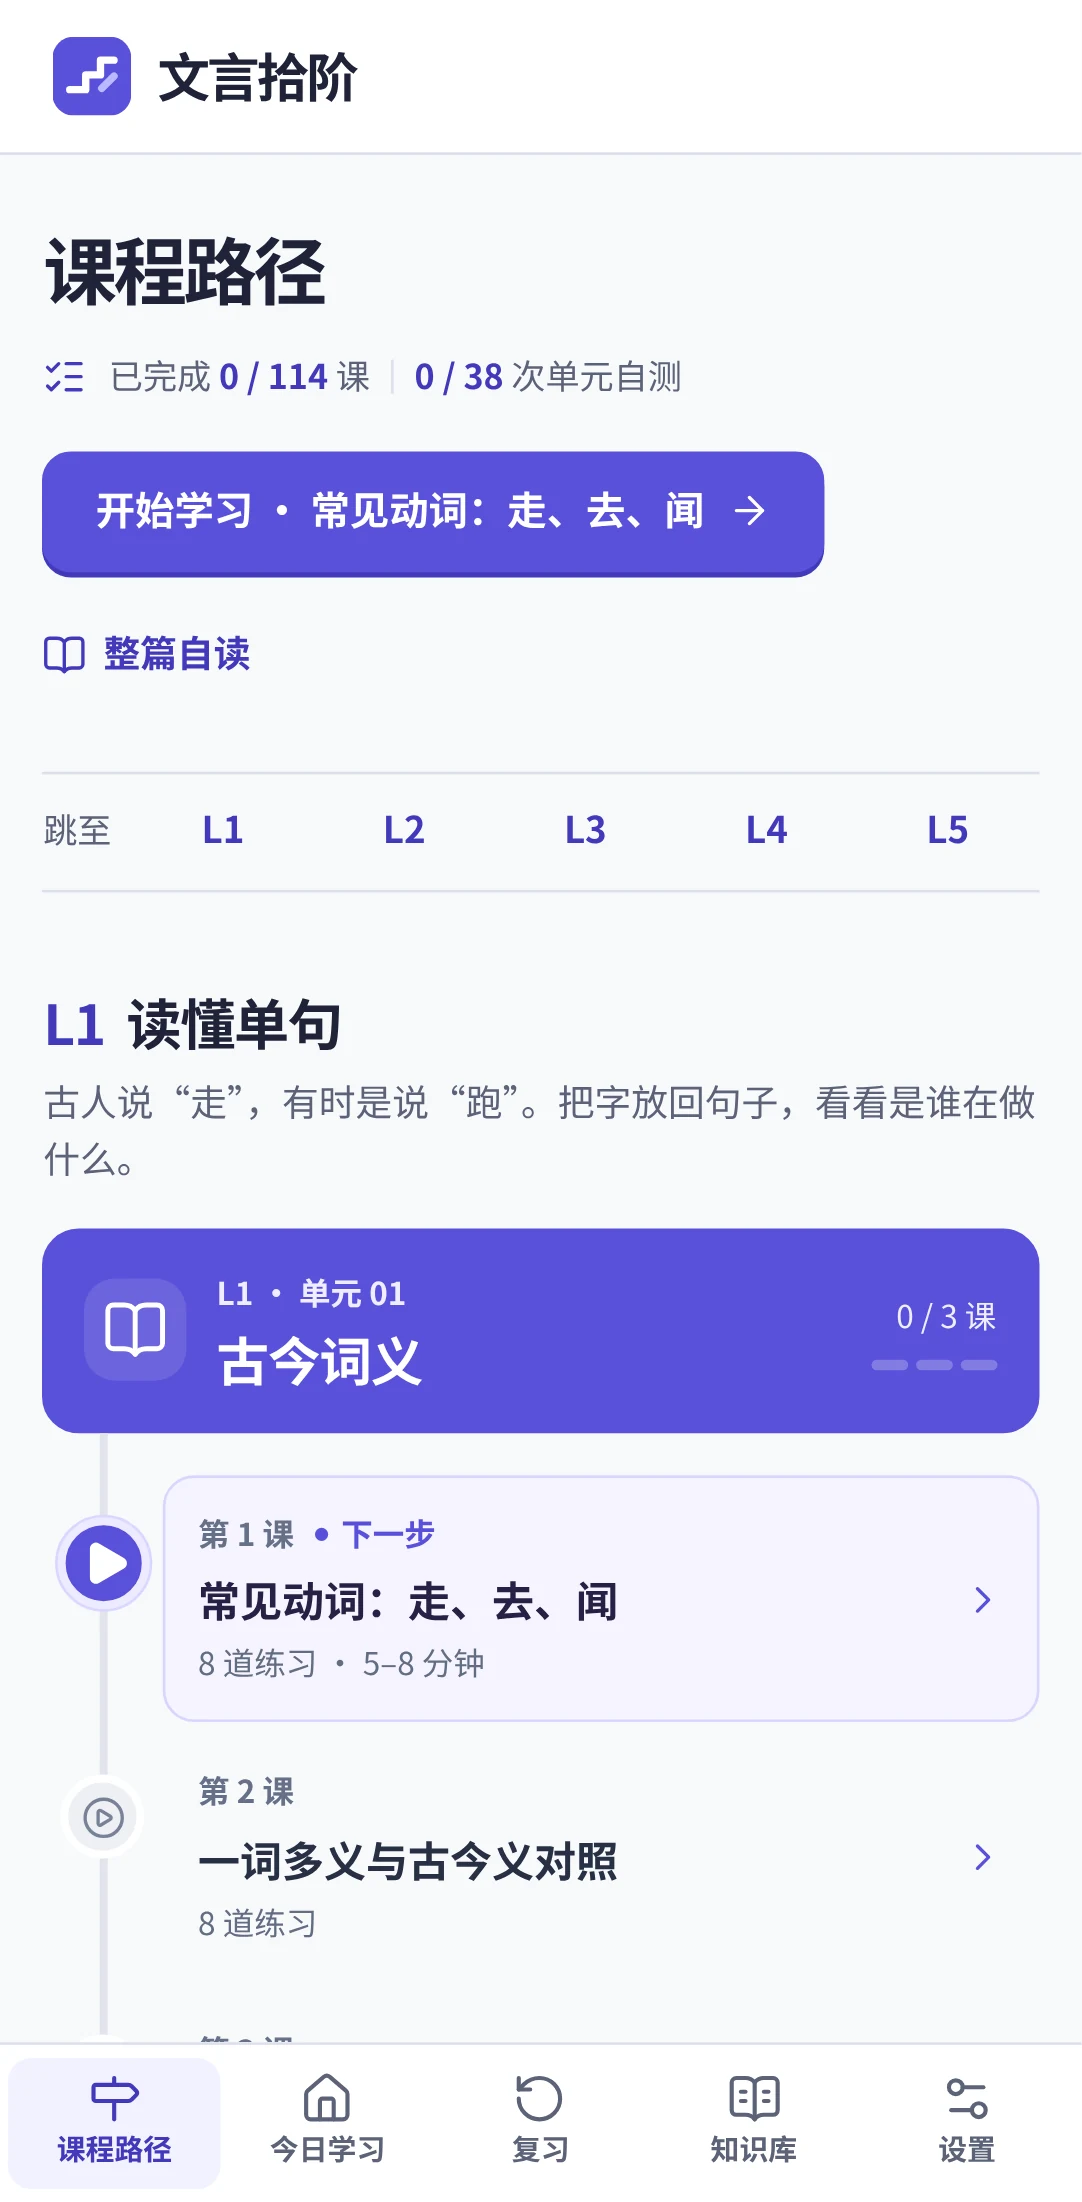 文言拾阶
课程路径
已完成 0 / 114 课 | 0 / 38 次单元自测
开始学习 · 常见动词：走、去、闻 →
整篇自读
跳至 L1 L2 L3 L4 L5
L1 读懂单句
古人说“走”，有时是说“跑”。把字放回句子，看看是谁在做
什么。
L1 · 单元 01
古今词义
0 / 3 课
第 1 课 • 下一步
常见动词：走、去、闻
8 道练习 · 5–8 分钟
第 2 课
一词多义与古今义对照
8 道练习
课程路径 今日学习 复习 知识库 设置